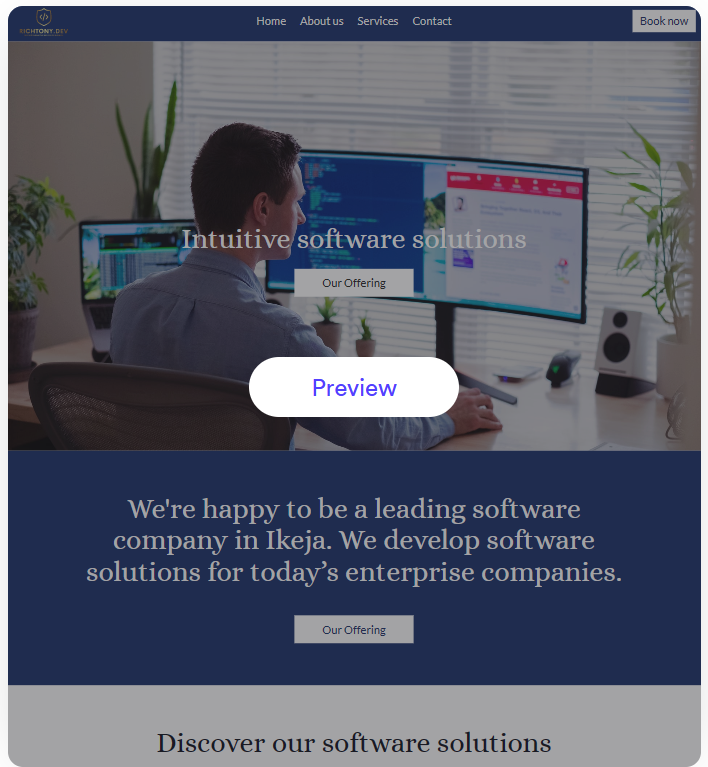 RICHTONY.DEV
Home About us Services Contact Book now
Intuitive software solutions
Our Offering
Preview
We're happy to be a leading software
company in Ikeja. We develop software
solutions for today’s enterprise companies.
Our Offering
Discover our software solutions